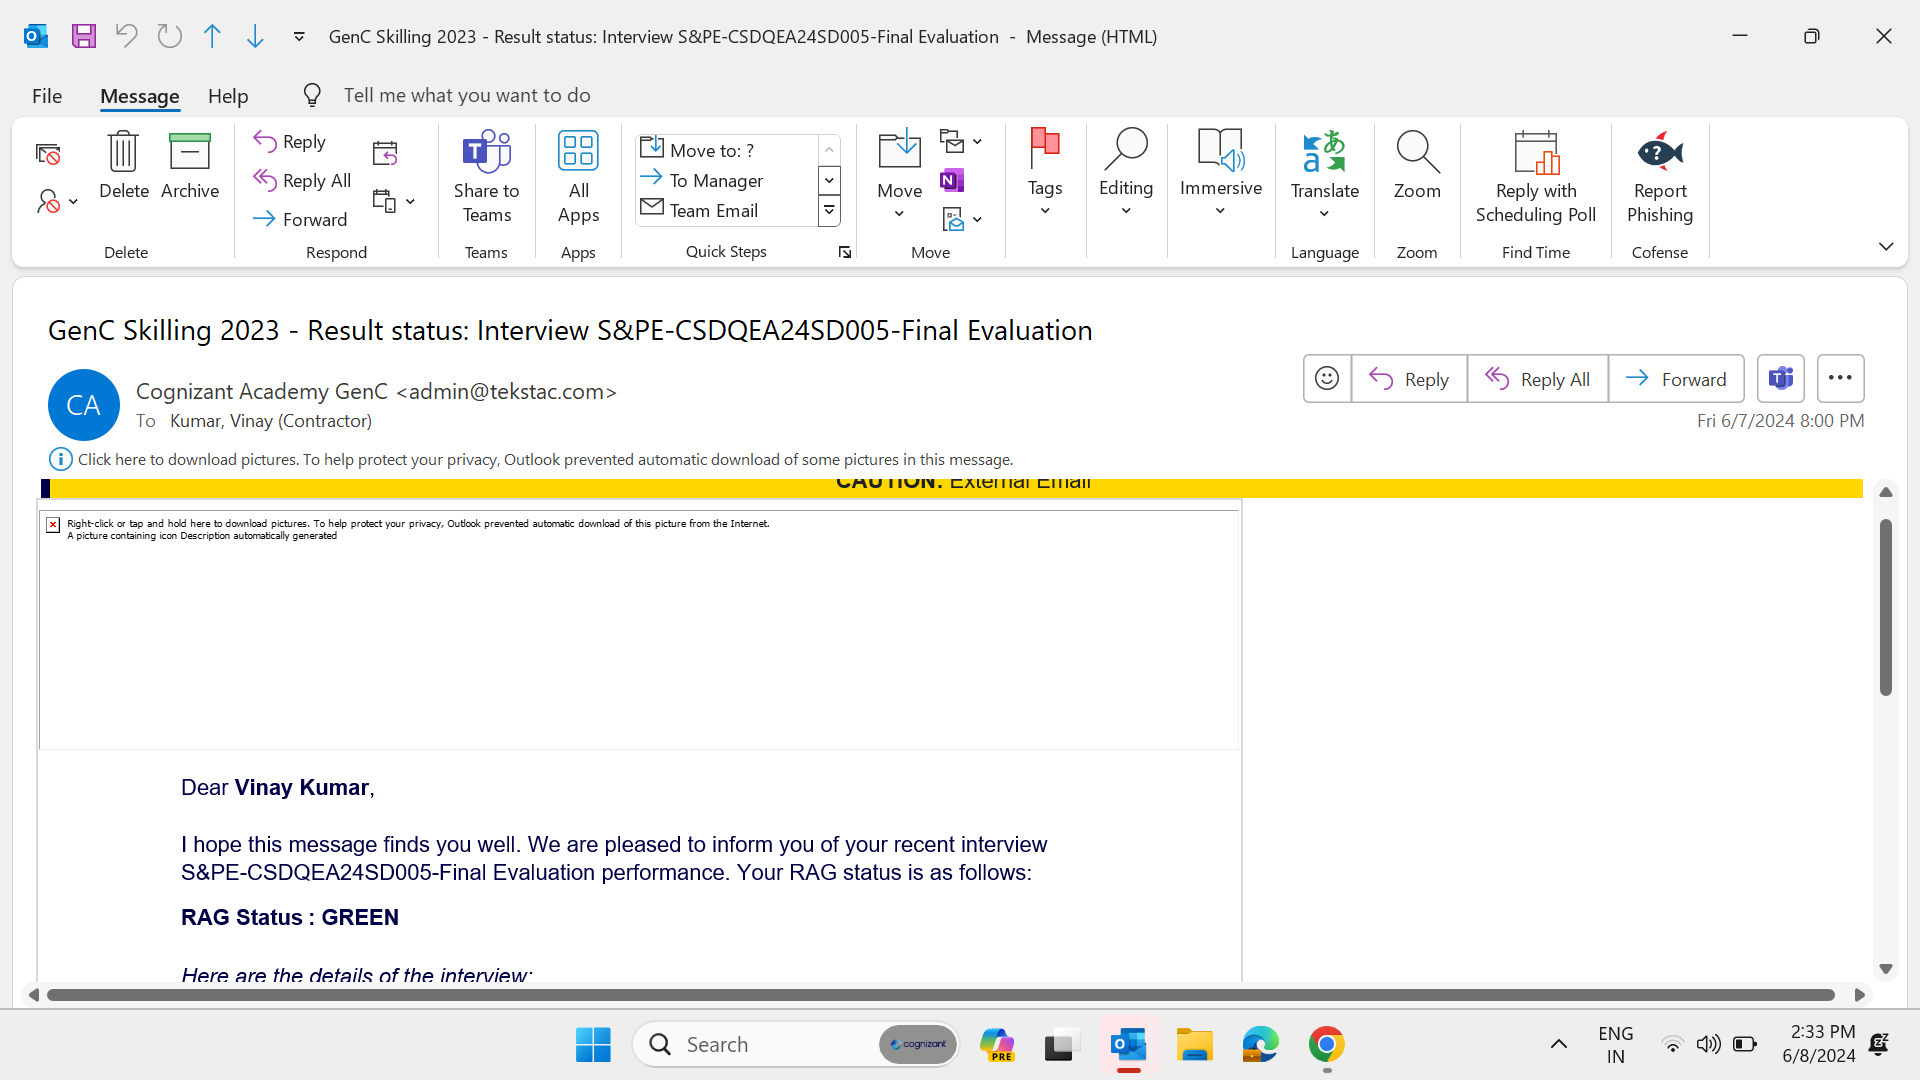 GenC Skilling 2023 - Result status: Interview S&PE-CSDQEA24SD005-Final Evaluation - Message (HTML)
File Message Help Tell me what you want to do
Delete
Archive
Delete
Reply
Reply All
Forward
Respond
Share to
Teams
Teams
All
Apps
Apps
Move to: ?
To Manager
Team Email
Quick Steps
Move
Move
Tags
Editing
Immersive
Translate
Language
Zoom
Zoom
Reply with
Scheduling Poll
Find Time
Report
Phishing
Cofense
GenC Skilling 2023 - Result status: Interview S&PE-CSDQEA24SD005-Final Evaluation
CA
Cognizant Academy GenC <admin@tekstac.com>
To Kumar, Vinay (Contractor)
Reply Reply All Forward
Fri 6/7/2024 8:00 PM
Click here to download pictures. To help protect your privacy, Outlook prevented automatic download of some pictures in this message.
CAUTION: External Email
Right-click or tap and hold here to download pictures. To help protect your privacy, Outlook prevented automatic download of this picture from the Internet.
A picture containing icon Description automatically generated
Dear Vinay Kumar,
I hope this message finds you well. We are pleased to inform you of your recent interview
S&PE-CSDQEA24SD005-Final Evaluation performance. Your RAG status is as follows:
RAG Status : GREEN
Here are the details of the interview:
Search
cognizant
PRE
ENG
IN
2:33 PM
6/8/2024